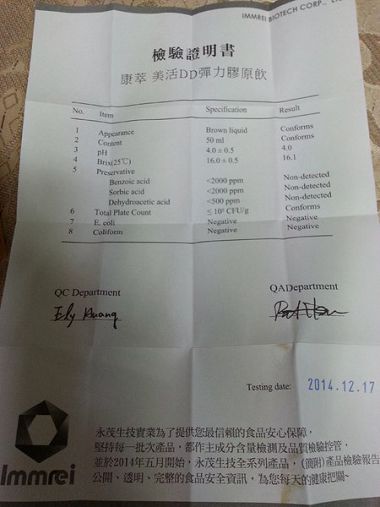 IMMREI BIOTECH CORP.,
檢驗證明書
康萃 美活DD彈力膠原飲
No. Item Specification Result
1 Appearance Brown liquid Conforms
2 Content 50 ml Conforms
3 pH 4.0 ± 0.5 4.0
4 Brix(25℃) 16.0 ± 0.5 16.1
5 Preservative
Benzoic acid <2000 ppm Non-detected
Sorbic acid <2000 ppm Non-detected
Dehydroacetic acid <500 ppm Non-detected
6 Total Plate Count CFU/g Conforms
7 E. coli Negative Negative
8 Coliform Negative Negative
QC Department QADepartment
Testing date: 2014.12.17
永茂生技實業為了提供您最信賴的食品安心保障，
堅持每一批次產品，都作主成分含量檢測及品質檢驗控管，
並於2014年五月開始，永茂生技全系列產品，(滴附)產品檢驗報告
公開、透明、完整的食品安全資訊，為您每天的健康把關~
Immrei